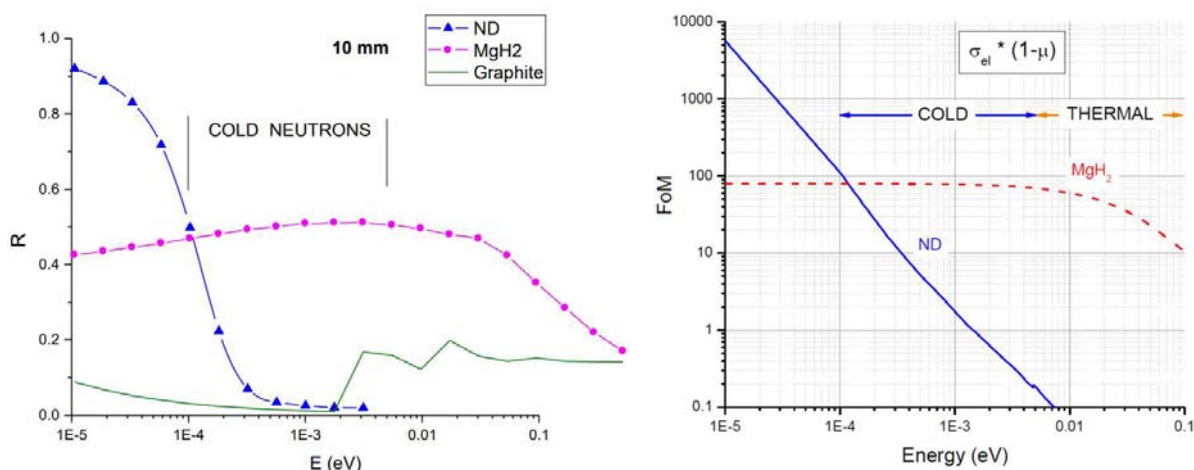 10 mm
ND
MgH2
Graphite
COLD NEUTRONS
R
1.0
0.8
0.6
0.4
0.2
0.0
1E-5
1E-4
1E-3
0.01
0.1
E (eV)
σel * (1-μ)
COLD
THERMAL
MgH2
ND
FoM
10000
1000
100
10
1
0.1
1E-5
1E-4
1E-3
0.01
0.1
Energy (eV)